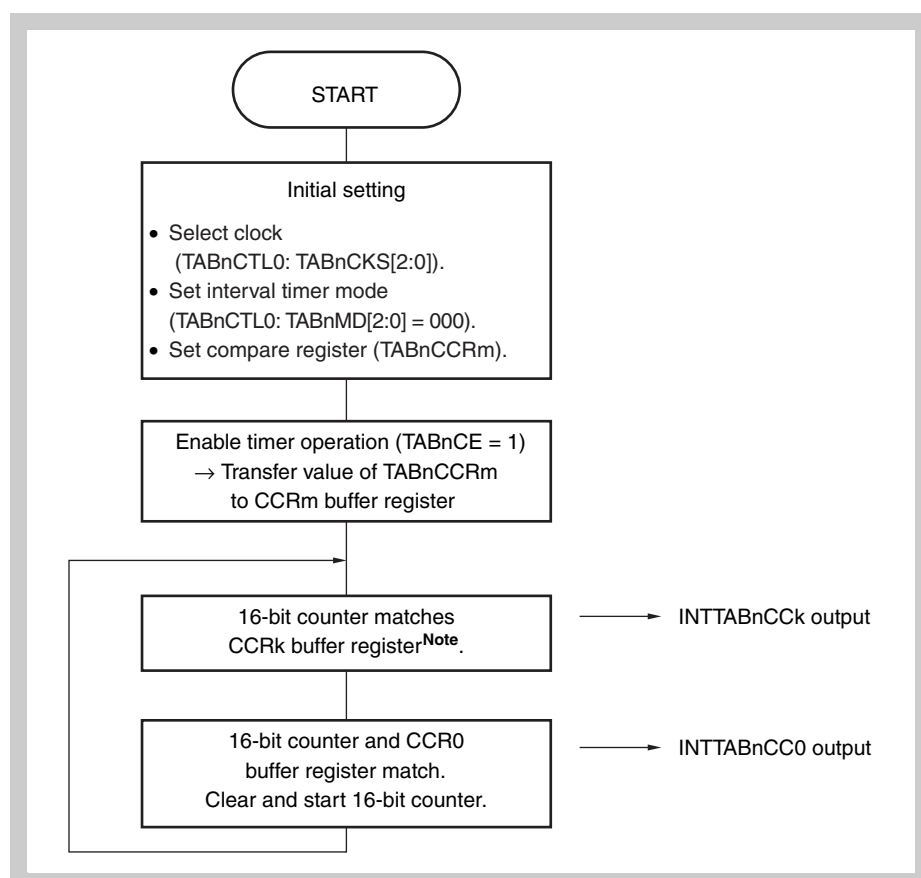 START
Initial setting
• Select clock
(TABnCTL0: TABnCKS[2:0]).
• Set interval timer mode
(TABnCTL0: TABnMD[2:0] = 000).
• Set compare register (TABnCCRm).
Enable timer operation (TABnCE = 1)
→ Transfer value of TABnCCRm
to CCRm buffer register
16-bit counter matches
CCRk buffer registerNote.
INTTABnCCk output
16-bit counter and CCR0
buffer register match.
Clear and start 16-bit counter.
INTTABnCC0 output